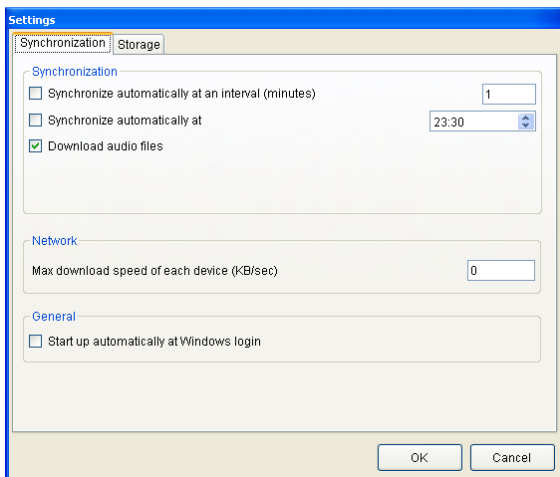 Settings
Synchronization Storage
Synchronization
Synchronize automatically at an interval (minutes) 1
Synchronize automatically at 23:30
Download audio files
Network
Max download speed of each device (KB/sec) 0
General
Start up automatically at Windows login
OK Cancel